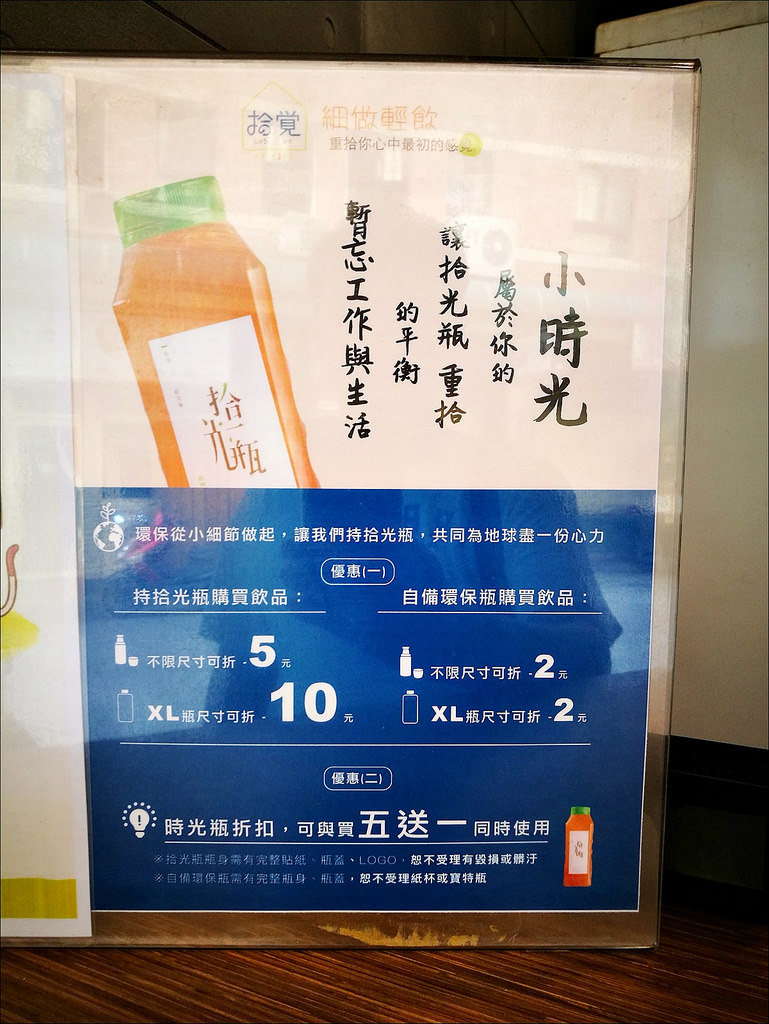 拾覚
細做輕飲
重拾你心中最初的感覺
小時光
屬於你的
讓拾光瓶 重拾
的平衡
暫忘工作與生活
拾光瓶
環保從小細節做起，讓我們持拾光瓶，共同為地球盡一份心力
優惠(一)
持拾光瓶購買飲品：
不限尺寸可折 -5元
XL瓶尺寸可折 -10元
自備環保瓶購買飲品：
不限尺寸可折 -2元
XL瓶尺寸可折 -2元
優惠(二)
時光瓶折扣，可與買五送一同時使用
※拾光瓶瓶身需有完整貼紙、瓶蓋、LOGO，恕不受理有毀損或髒汙
※自備環保瓶需有完整瓶身、瓶蓋，恕不受理紙杯或寶特瓶